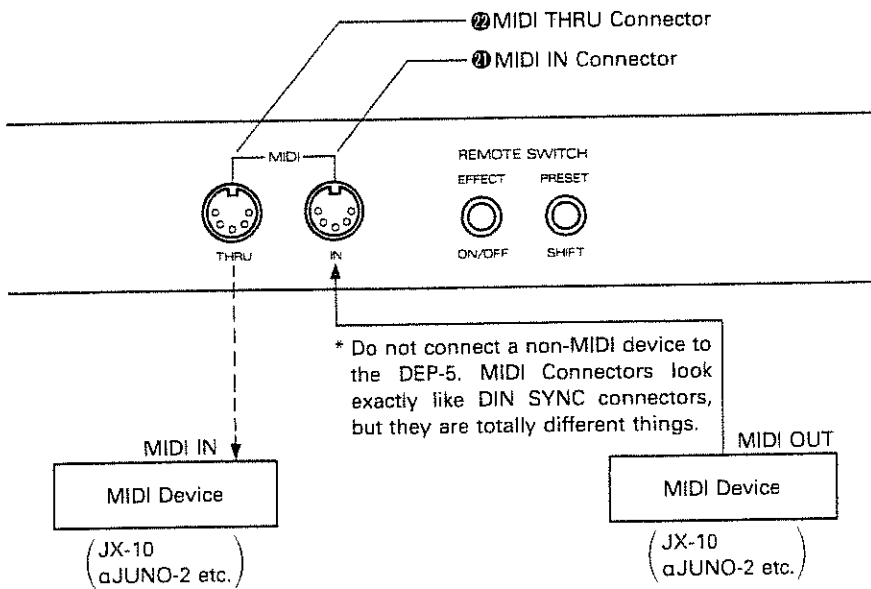 ㉒MIDI THRU Connector
㉑MIDI IN Connector
MIDI
THRU
IN
REMOTE SWITCH
EFFECT PRESET
ON/OFF SHIFT
* Do not connect a non-MIDI device to
the DEP-5. MIDI Connectors look
exactly like DIN SYNC connectors,
but they are totally different things.
MIDI IN
MIDI Device
(JX-10
αJUNO-2 etc.)
MIDI OUT
MIDI Device
(JX-10
αJUNO-2 etc.)